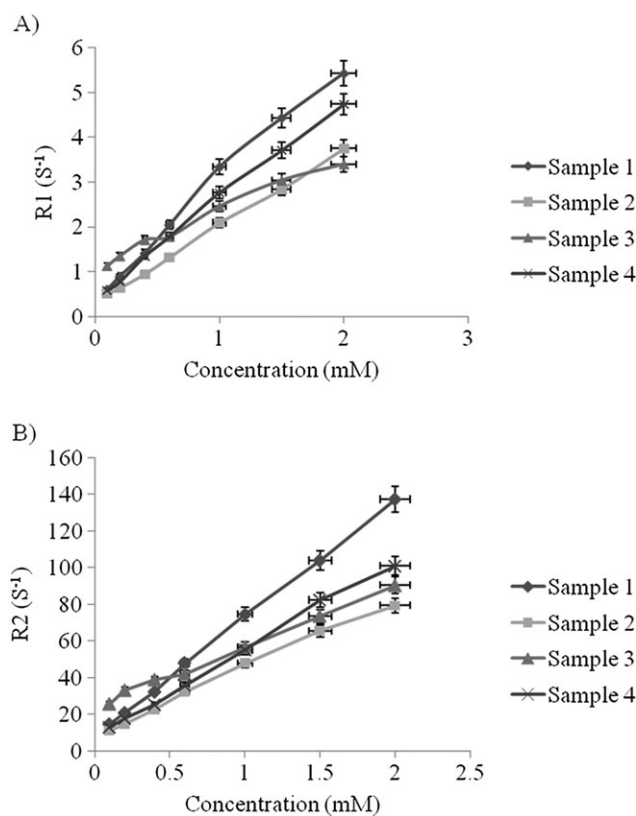 A)
R1 (S⁻¹)
6
5
4
3
2
1
0
0
1
2
3
Concentration (mM)
Sample 1
Sample 2
Sample 3
Sample 4
B)
R2 (S⁻¹)
160
140
120
100
80
60
40
20
0
0
0.5
1
1.5
2
2.5
Concentration (mM)
Sample 1
Sample 2
Sample 3
Sample 4